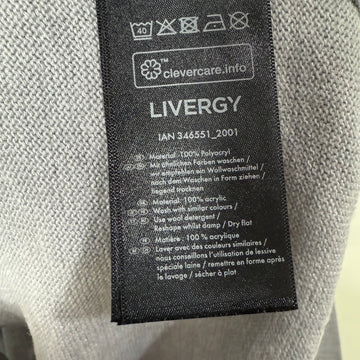 40
™
clevercare.info
LIVERGY
IAN 346551_2001
Material: 100% Polyacryl
Mit ähnlichen Farben waschen /
wir empfehlen ein Wollwaschmittel /
nach dem Waschen in Form ziehen /
liegend trocknen
Material: 100% acrylic
Wash with similar colours /
Use wool detergent /
Reshape whilst damp / Dry flat
Matière : 100 % acrylique
Laver avec des couleurs similaires /
nous conseillons l'utilisation de lessive
spéciale laine / remettre en forme après
le lavage / sécher à plat